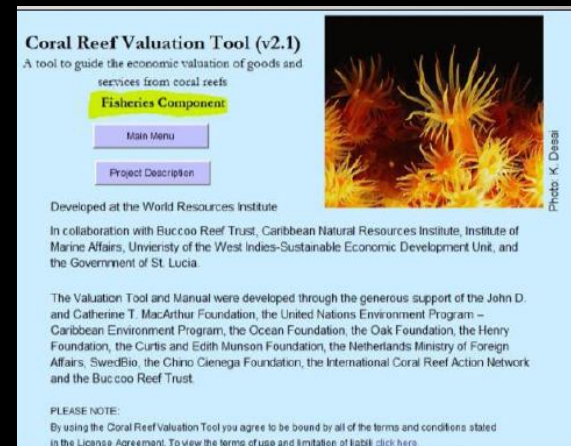 Coral Reef Valuation Tool (v2.1)
A tool to guide the economic valuation of goods and
services from coral reefs
Fisheries Component
Main Menu
Project Description
Photo: K. Desai
Developed at the World Resources Institute
In collaboration with Buccoo Reef Trust, Caribbean Natural Resources Institute, Institute of
Marine Affairs, Unvieristy of the West Indies-Sustainable Economic Development Unit, and
the Government of St. Lucia.
The Valuation Tool and Manual were developed through the generous support of the John D.
and Catherine T. MacArthur Foundation, the United Nations Environment Program –
Caribbean Environment Program, the Ocean Foundation, the Oak Foundation, the Henry
Foundation, the Curtis and Edith Munson Foundation, the Netherlands Ministry of Foreign
Affairs, SwedBio, the Chino Cienega Foundation, the International Coral Reef Action Network
and the Buccoo Reef Trust
PLEASE NOTE:
By using the Coral Reef Valuation Tool you agree to be bound by all of the terms and conditions stated
in the License Agreement. To view the terms of use and limitation of liabili click here